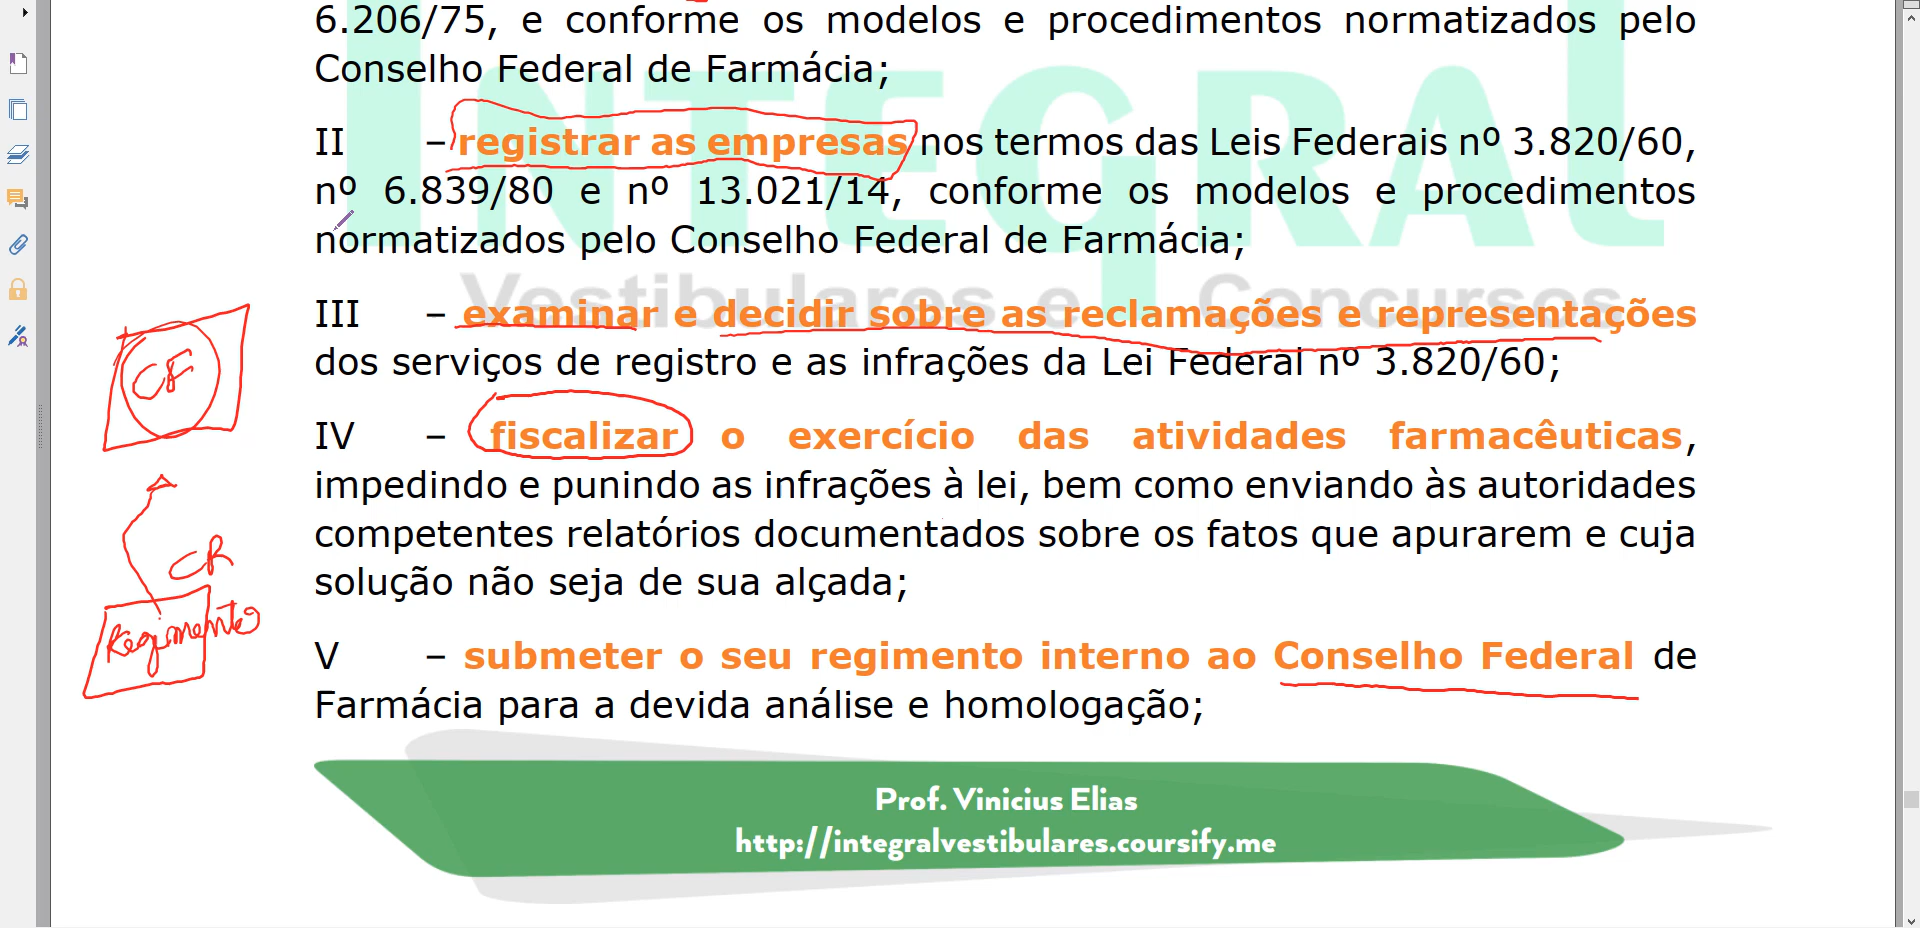 6.206/75, e conforme os modelos e procedimentos normatizados pelo
Conselho Federal de Farmácia;
II – registrar as empresas nos termos das Leis Federais nº 3.820/60,
nº 6.839/80 e nº 13.021/14, conforme os modelos e procedimentos
normatizados pelo Conselho Federal de Farmácia;
III – examinar e decidir sobre as reclamações e representações
dos serviços de registro e as infrações da Lei Federal nº 3.820/60;
IV – fiscalizar o exercício das atividades farmacêuticas,
impedindo e punindo as infrações à lei, bem como enviando às autoridades
competentes relatórios documentados sobre os fatos que apurarem e cuja
solução não seja de sua alçada;
V – submeter o seu regimento interno ao Conselho Federal de
Farmácia para a devida análise e homologação;
INTEGRAL
Vestibulares e Concursos
CF
CR
Regimento
Prof. Vinicius Elias
http://integralvestibulares.coursify.me